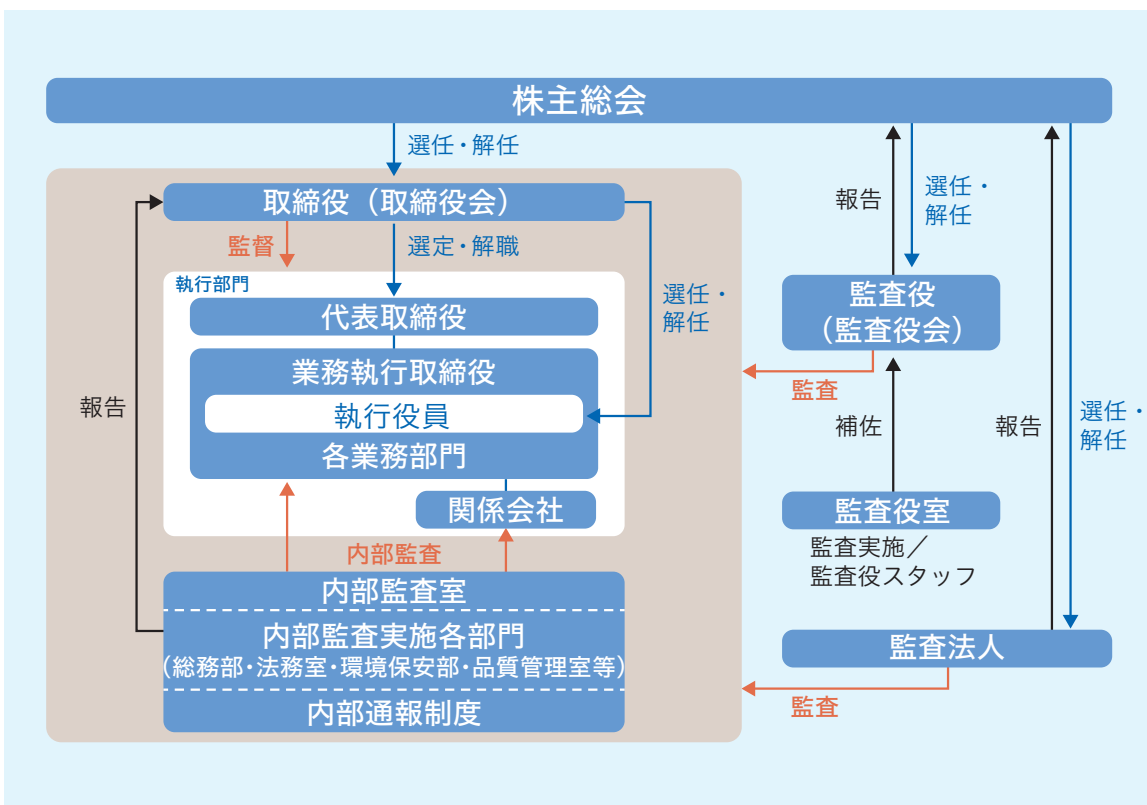 株主総会
選任・解任
取締役（取締役会）
監督
選定・解職
執行部門
代表取締役
業務執行取締役
執行役員
各業務部門
関係会社
選任・
解任
報告
内部監査
内部監査室
内部監査実施各部門
（総務部・法務室・環境保安部・品質管理室等）
内部通報制度
報告
選任・
解任
監査役
（監査役会）
監査
補佐
監査役室
監査実施／
監査役スタッフ
報告
選任・
解任
監査法人
監査